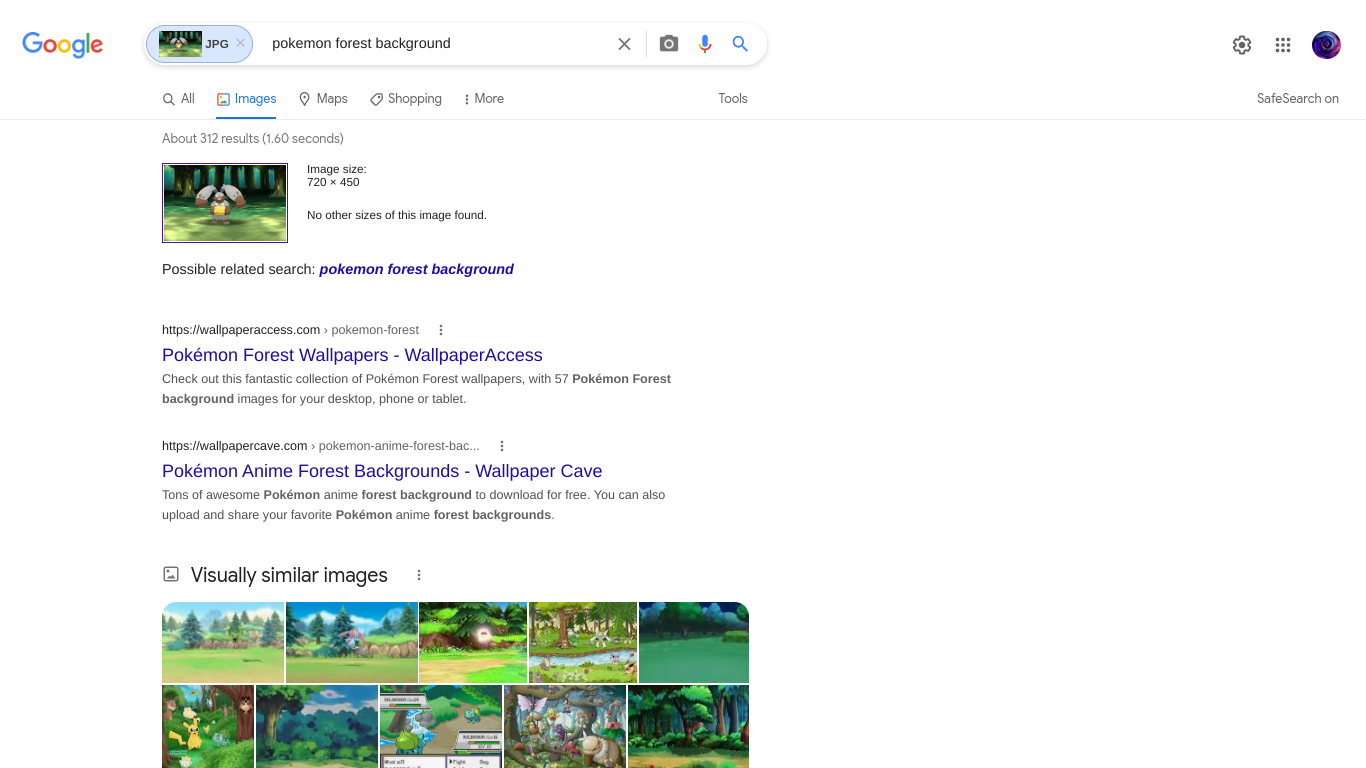 Google
JPG
pokemon forest background
All
Images
Maps
Shopping
More
Tools
SafeSearch on
About 312 results (1.60 seconds)
Image size:
720 × 450
No other sizes of this image found.
Possible related search: pokemon forest background
https://wallpaperaccess.com › pokemon-forest
Pokémon Forest Wallpapers - WallpaperAccess
Check out this fantastic collection of Pokémon Forest wallpapers, with 57 Pokémon Forest
background images for your desktop, phone or tablet.
https://wallpapercave.com › pokemon-anime-forest-bac...
Pokémon Anime Forest Backgrounds - Wallpaper Cave
Tons of awesome Pokémon anime forest background to download for free. You can also
upload and share your favorite Pokémon anime forest backgrounds.
Visually similar images